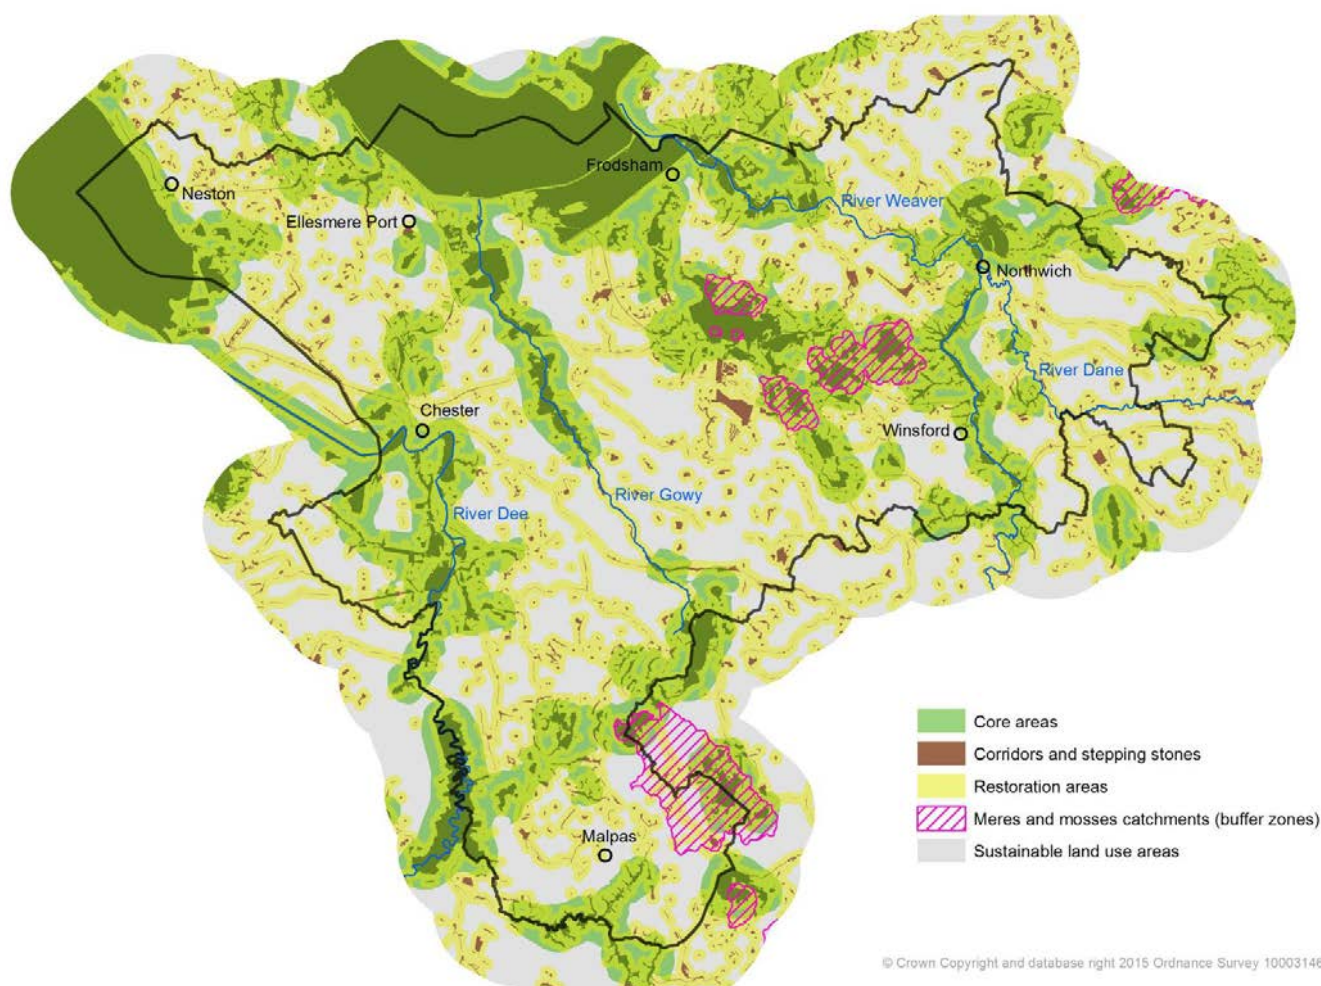 Frodsham
Neston
River Weaver
Ellesmere Port
Northwich
River Dane
Chester
Winsford
River Gowy
River Dee
Core areas
Corridors and stepping stones
Restoration areas
Meres and mosses catchments (buffer zones)
Malpas
Sustainable land use areas
© Crown Copyright and database right 2015 Ordnance Survey 10003146